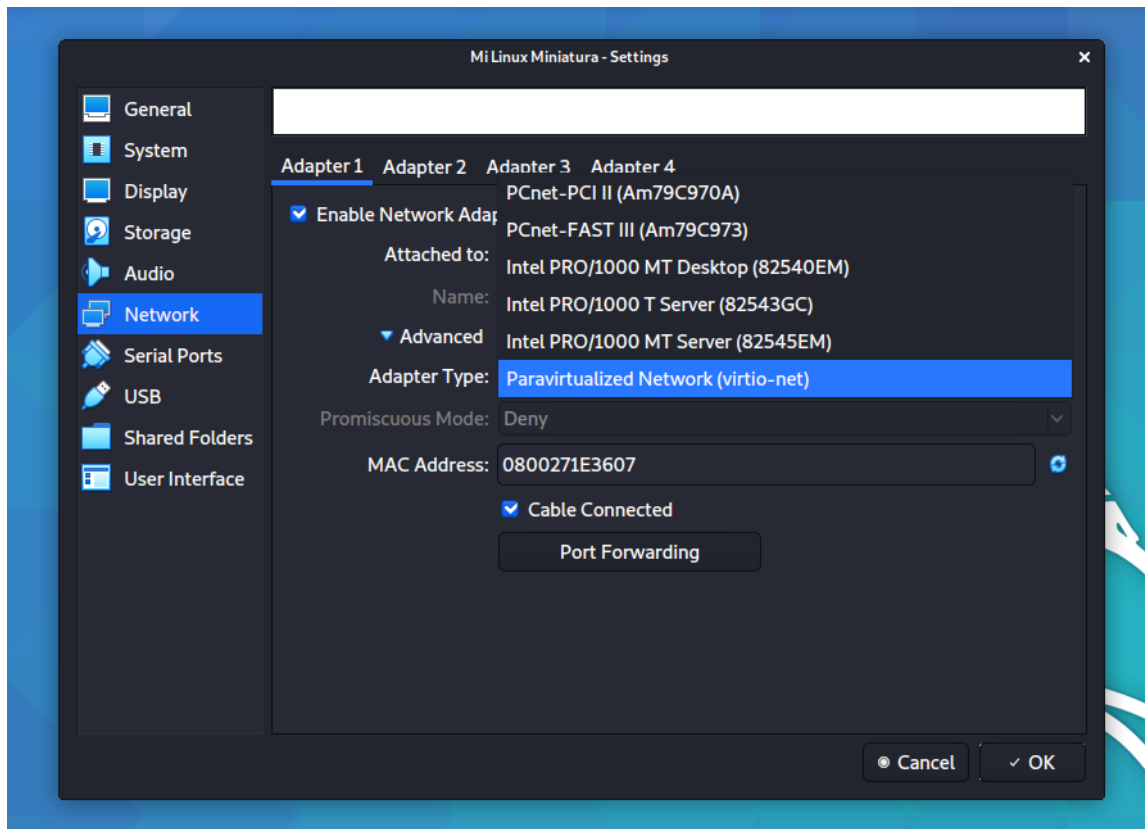 Mi Linux Miniatura - Settings
General
System
Display
Storage
Audio
Network
Serial Ports
USB
Shared Folders
User Interface
Adapter 1 Adapter 2 Adapter 3 Adapter 4
Enable Network Adap
Attached to:
Name:
Advanced
Adapter Type:
PCnet-PCI II (Am79C970A)
PCnet-FAST III (Am79C973)
Intel PRO/1000 MT Desktop (82540EM)
Intel PRO/1000 T Server (82543GC)
Intel PRO/1000 MT Server (82545EM)
Paravirtualized Network (virtio-net)
Promiscuous Mode: Deny
MAC Address: 0800271E3607
Cable Connected
Port Forwarding
Cancel OK